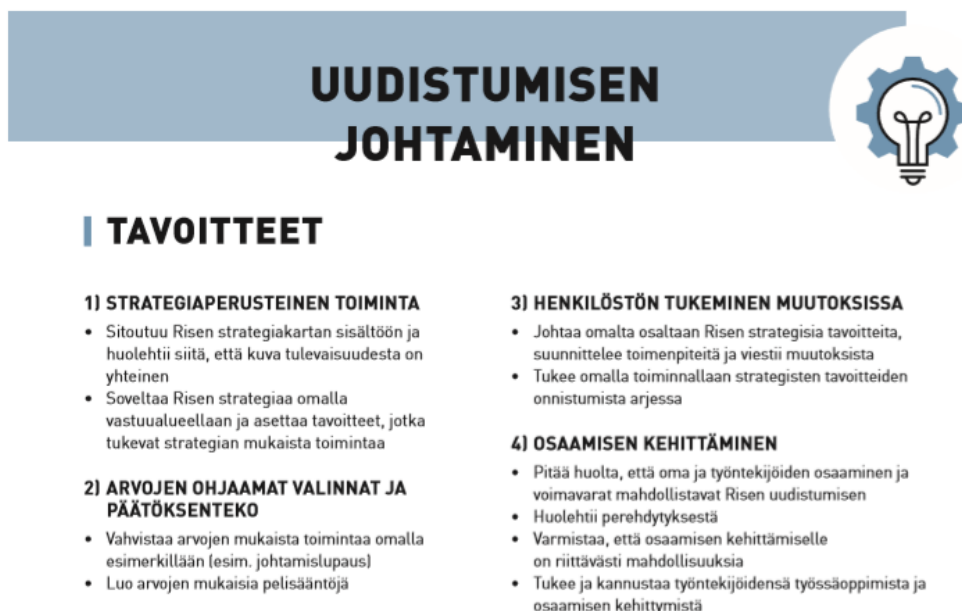 UUDISTUMISEN
JOHTAMINEN
TAVOITTEET
1) STRATEGIAPERUSTEINEN TOIMINTA
• Sitoutuu Risen strategiakartan sisältöön ja
huolehtii siitä, että kuva tulevaisuudesta on
yhteinen
• Soveltaa Risen strategiaa omalla
vastuualueellaan ja asettaa tavoitteet, jotka
tukevat strategian mukaista toimintaa
2) ARVOJEN OHJAAMAT VALINNAT JA
PÄÄTÖKSENTEKO
• Vahvistaa arvojen mukaista toimintaa omalla
esimerkillään (esim. johtamislupaus)
• Luo arvojen mukaisia pelisääntöjä
3) HENKILÖSTÖN TUKEMINEN MUUTOKSISSA
• Johtaa omalta osaltaan Risen strategisia tavoitteita,
suunnittelee toimenpiteitä ja viestii muutoksista
• Tukee omalla toiminnallaan strategisten tavoitteiden
onnistumista arjessa
4) OSAAMISEN KEHITTÄMINEN
• Pitää huolta, että oma ja työntekijöiden osaaminen ja
voimavarat mahdollistavat Risen uudistumisen
• Huolehtii perehdytyksestä
• Varmistaa, että osaamisen kehittämiselle
on riittävästi mahdollisuuksia
• Tukee ja kannustaa työntekijöidensä työssäoppimista ja
osaamisen kehittymistä